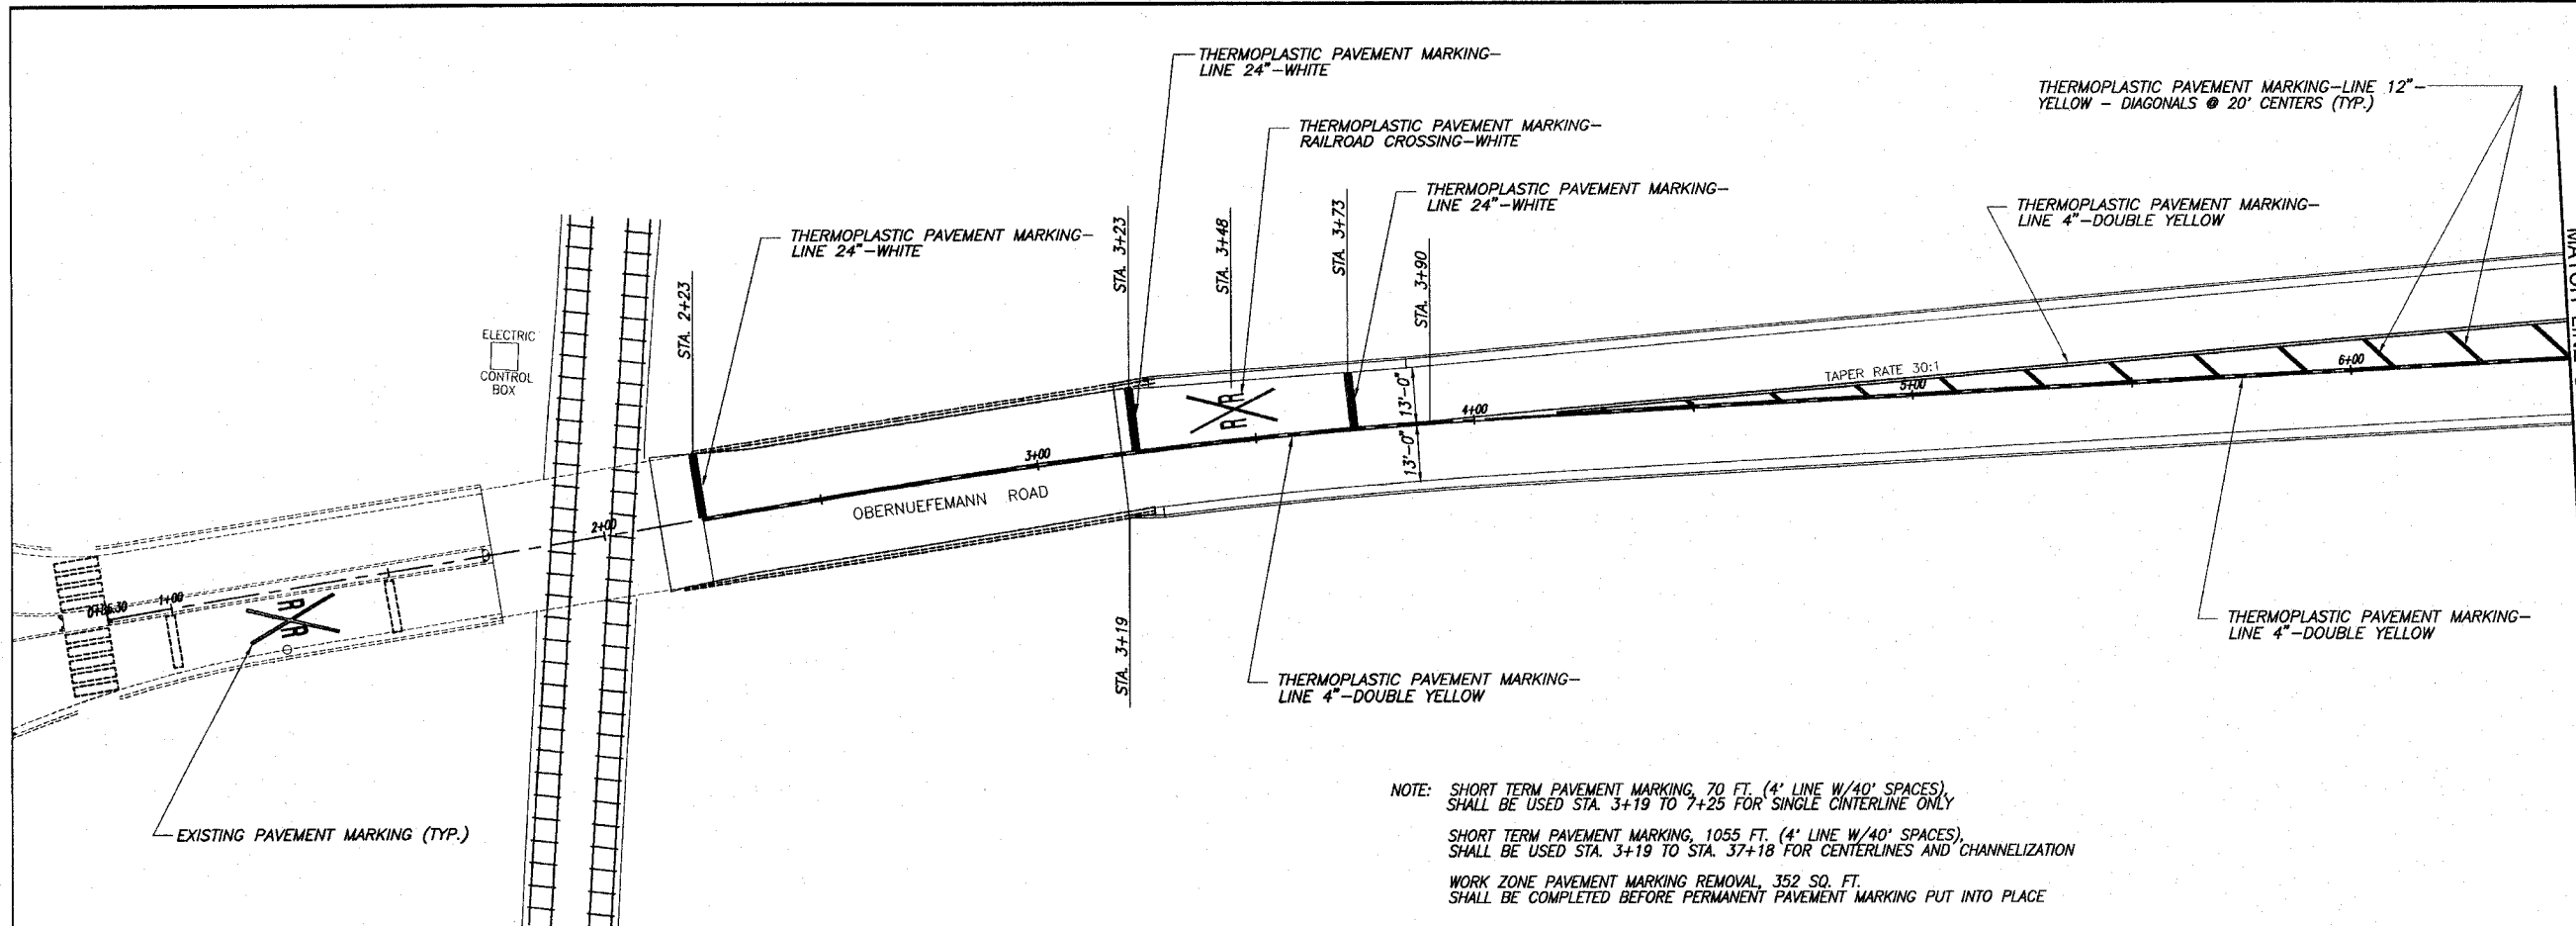 THERMOPLASTIC PAVEMENT MARKING-
LINE 24"-WHITE
THERMOPLASTIC PAVEMENT MARKING-LINE 12"-
YELLOW - DIAGONALS @ 20' CENTERS (TYP.)
THERMOPLASTIC PAVEMENT MARKING-
RAILROAD CROSSING-WHITE
THERMOPLASTIC PAVEMENT MARKING-
LINE 24"-WHITE
THERMOPLASTIC PAVEMENT MARKING-
LINE 4"-DOUBLE YELLOW
THERMOPLASTIC PAVEMENT MARKING-
LINE 24"-WHITE
STA. 2+23
STA. 3+23
STA. 3+48
STA. 3+73
STA. 3+90
ELECTRIC
CONTROL
BOX
TAPER RATE 30:1
13'-0"
13'-0"
R R
1+00
2+00
3+00
4+00
5+00
6+00
OBERNUEFEMANN ROAD
R R
STA. 3+19
THERMOPLASTIC PAVEMENT MARKING-
LINE 4"-DOUBLE YELLOW
THERMOPLASTIC PAVEMENT MARKING-
LINE 4"-DOUBLE YELLOW
EXISTING PAVEMENT MARKING (TYP.)
NOTE: SHORT TERM PAVEMENT MARKING, 70 FT. (4' LINE W/40' SPACES),
SHALL BE USED STA. 3+19 TO 7+25 FOR SINGLE CINTERLINE ONLY
SHORT TERM PAVEMENT MARKING, 1055 FT. (4' LINE W/40' SPACES),
SHALL BE USED STA. 3+19 TO STA. 37+18 FOR CENTERLINES AND CHANNELIZATION
WORK ZONE PAVEMENT MARKING REMOVAL, 352 SQ. FT.
SHALL BE COMPLETED BEFORE PERMANENT PAVEMENT MARKING PUT INTO PLACE